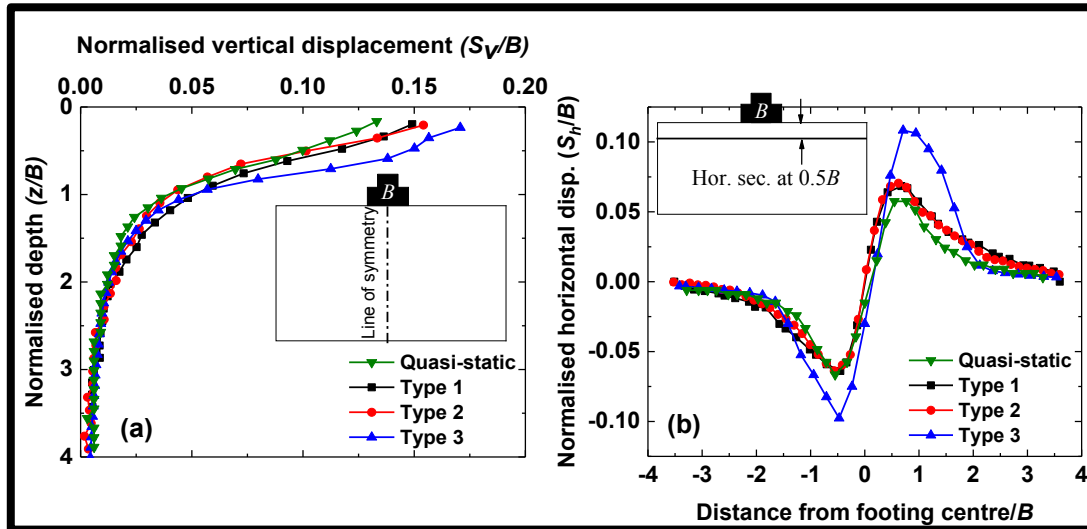 Normalised vertical displacement (S_V/B)
0.00 0.05 0.10 0.15 0.20
0
1
2
3
4
Normalised depth (z/B)
B
Line of symmetry
Quasi-static
Type 1
Type 2
Type 3
(a)
Normalised horizontal disp. (S_h/B)
0.10
0.05
0.00
-0.05
-0.10
B
Hor. sec. at 0.5B
Quasi-static
Type 1
Type 2
Type 3
(b)
-4 -3 -2 -1 0 1 2 3 4
Distance from footing centre/B